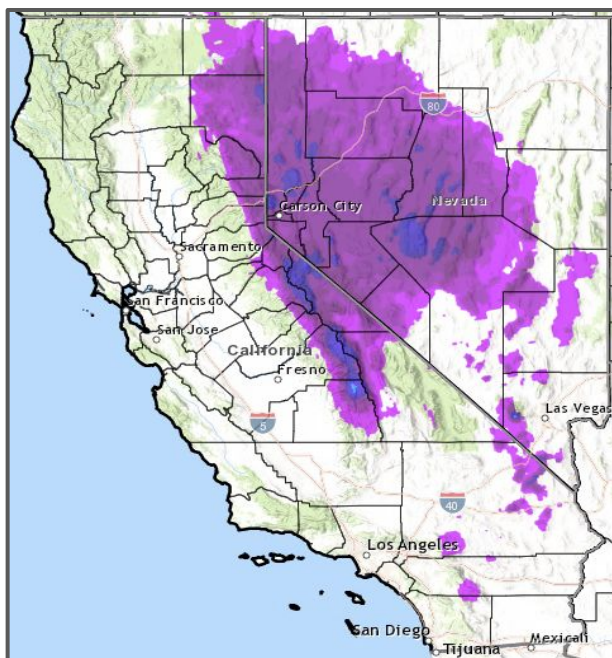 80
Nevada
Carson City
Sacramento
San Francisco
San Jose
California
Fresno
Las Vegas
5
40
Los Angeles
San Diego
Tijuana
Mexicali